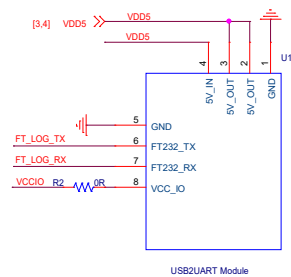 [3,4] VDD5 VDD5
VDD5
U1
4 3 2 1
5V_IN 5V_OUT 5V_OUT GND
5 GND
FT_LOG_TX 6 FT232_TX
FT_LOG_RX 7 FT232_RX
VCCIO R2 0R 8 VCC_IO
USB2UART Module